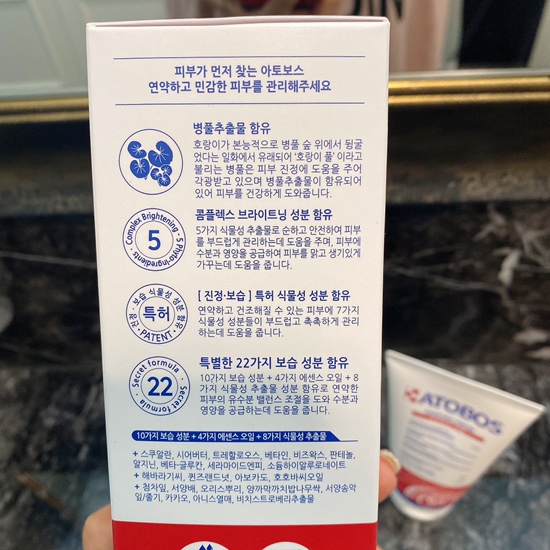 피부가 먼저 찾는 아토보스
연약하고 민감한 피부를 관리해주세요
병풀추출물 함유
호랑이가 본능적으로 병풀 숲 위에서 뒹굴
었다는 일화에서 유래되어 '호랑이 풀' 이라고
불리는 병풀은 피부 진정에 도움을 주어
각광받고 있으며 병풀추출물이 함유되어
있어 피부를 건강하게 도와줍니다.
Complex Brightening
5
5 Phyto-ingredients
콤플렉스 브라이트닝 성분 함유
5가지 식물성 추출물로 순하고 안전하여 피부
를 부드럽게 관리하는데 도움을 주며, 피부에
수분과 영양을 공급하여 피부를 맑고 생기있게
가꾸는데 도움을 줍니다.
보습 식물성 성분 함유
특허
PATENT
[ 진정·보습 ] 특허 식물성 성분 함유
연약하고 건조해질 수 있는 피부에 7가지
식물성 성분들이 부드럽고 촉촉하게 관리
하는데 도움을 줍니다.
Secret formula
22
Secret formula
특별한 22가지 보습 성분 함유
10가지 보습 성분 + 4가지 에센스 오일 + 8
가지 식물성 추출물 성분 함유로 연약한
피부의 유수분 밸런스 조절을 도와 수분과
영양을 공급하는데 도움을 줍니다.
10가지 보습 성분 + 4가지 에센스 오일 + 8가지 식물성 추출물
+ 스쿠알란, 시어버터, 트레할로오스, 베타인, 비즈왁스, 판테놀,
알지닌, 베타-글루칸, 세라마이드엔피, 소듐하이알루로네이트
+ 해바라기씨, 퀸즈랜드넛, 아보카도, 호호바씨오일
+ 참차잎, 서양배, 오리스뿌리, 양까막까치밥나무싹, 서양송악
잎/줄기, 카카오, 아니스열매, 비치스트로베리추출물
ATOBOS